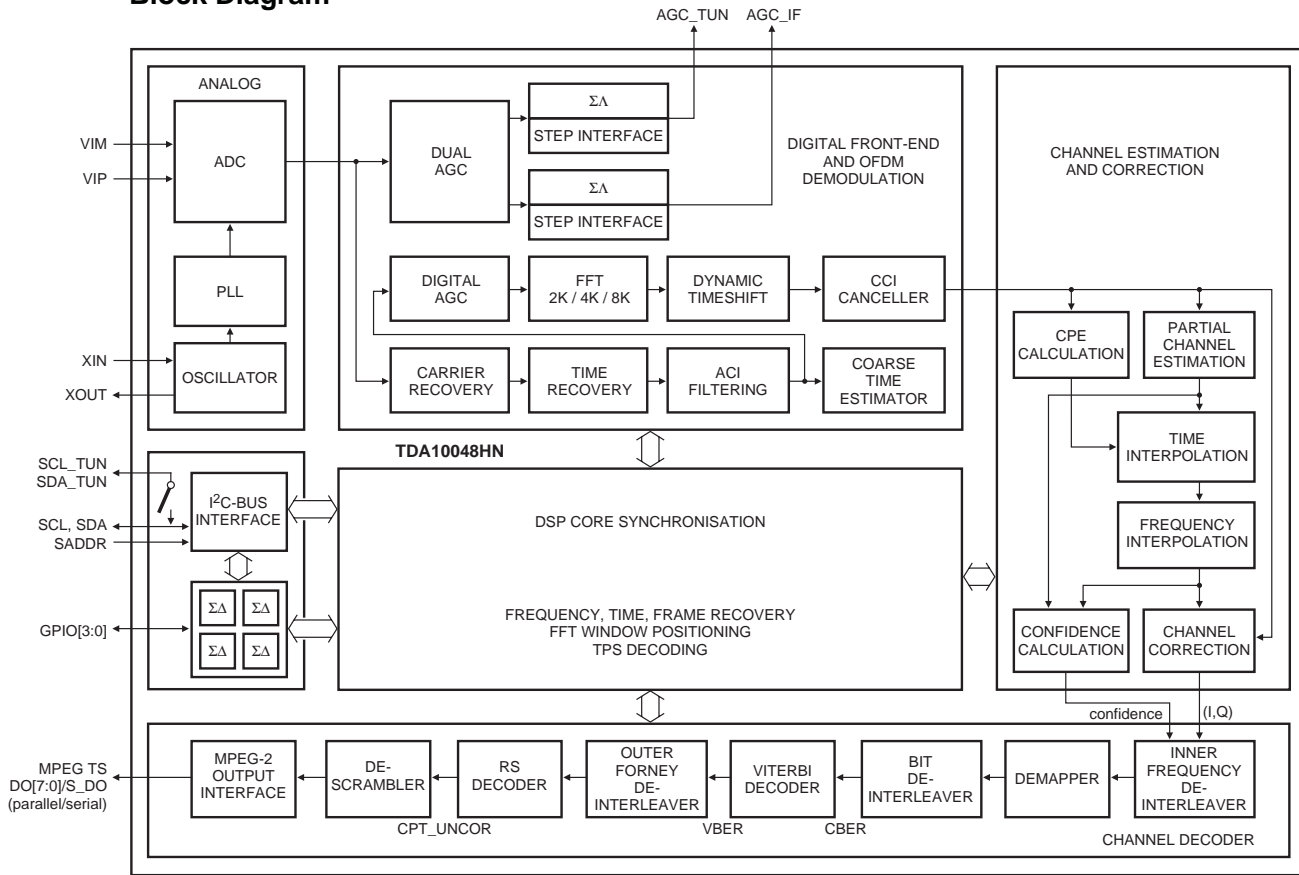 Block Diagram
AGC_TUN
AGC_IF
ANALOG
VIM
VIP
ADC
PLL
XIN
XOUT
OSCILLATOR
DUAL
AGC
ΣΛ
STEP INTERFACE
ΣΛ
STEP INTERFACE
DIGITAL FRONT-END
AND OFDM
DEMODULATION
DIGITAL
AGC
FFT
2K / 4K / 8K
DYNAMIC
TIMESHIFT
CCI
CANCELLER
CARRIER
RECOVERY
TIME
RECOVERY
ACI
FILTERING
COARSE
TIME
ESTIMATOR
CHANNEL ESTIMATION
AND CORRECTION
CPE
CALCULATION
PARTIAL
CHANNEL
ESTIMATION
TIME
INTERPOLATION
FREQUENCY
INTERPOLATION
CONFIDENCE
CALCULATION
CHANNEL
CORRECTION
confidence
(I,Q)
TDA10048HN
SCL_TUN
SDA_TUN
SCL, SDA
SADDR
I2C-BUS
INTERFACE
GPIO[3:0]
ΣΔ
ΣΔ
ΣΔ
ΣΔ
DSP CORE SYNCHRONISATION
FREQUENCY, TIME, FRAME RECOVERY
FFT WINDOW POSITIONING
TPS DECODING
MPEG TS
DO[7:0]/S_DO
(parallel/serial)
MPEG-2
OUTPUT
INTERFACE
DE-
SCRAMBLER
RS
DECODER
OUTER
FORNEY
DE-
INTERLEAVER
VITERBI
DECODER
BIT
DE-
INTERLEAVER
DEMAPPER
INNER
FREQUENCY
DE-
INTERLEAVER
CPT_UNCOR
VBER
CBER
CHANNEL DECODER